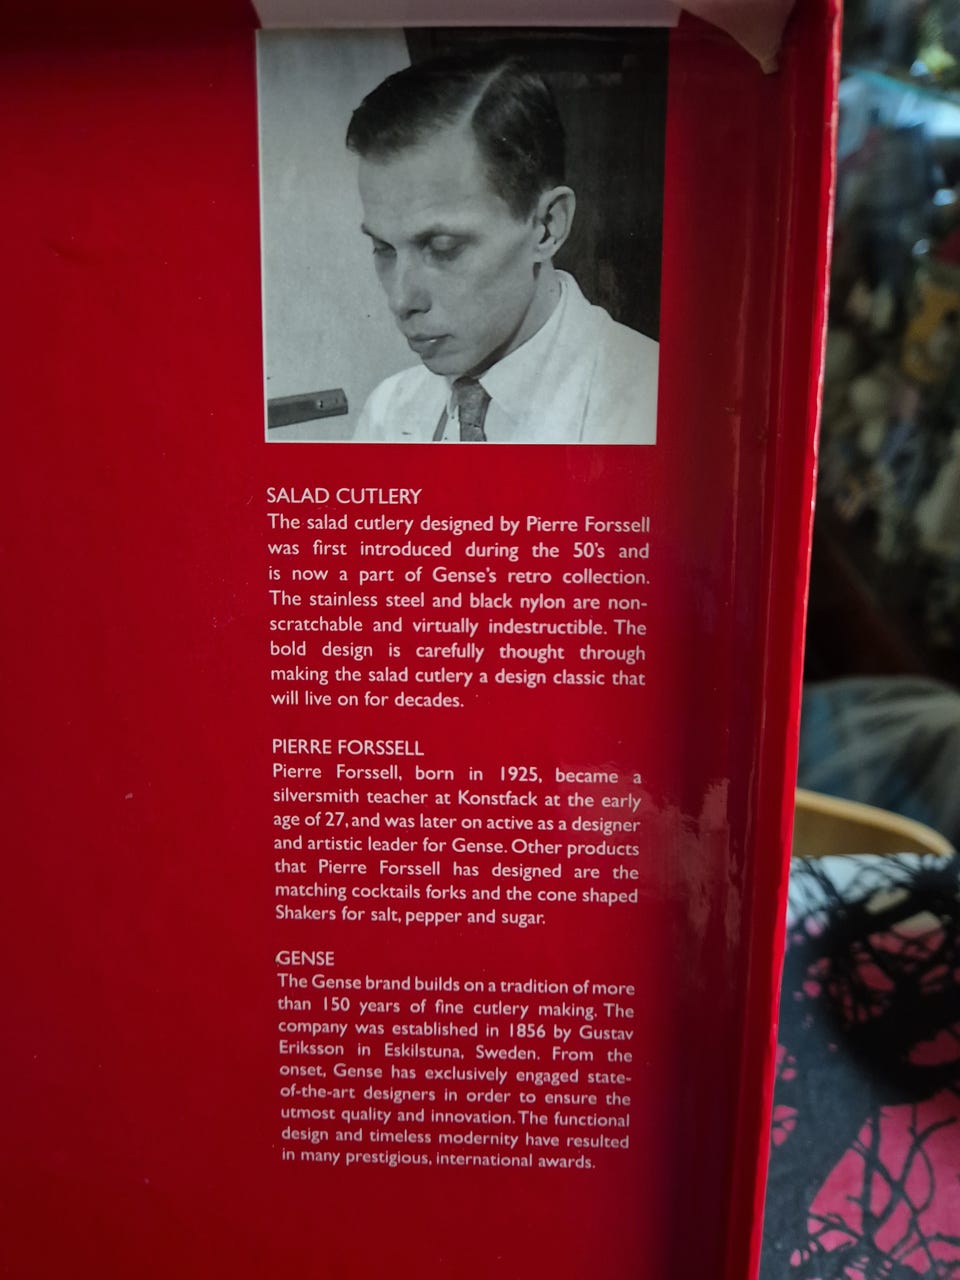 SALAD CUTLERY
The salad cutlery designed by Pierre Forssell
was first introduced during the 50's and
is now a part of Gense's retro collection.
The stainless steel and black nylon are non-
scratchable and virtually indestructible. The
bold design is carefully thought through
making the salad cutlery a design classic that
will live on for decades.
PIERRE FORSSELL
Pierre Forssell, born in 1925, became a
silversmith teacher at Konstfack at the early
age of 27, and was later on active as a designer
and artistic leader for Gense. Other products
that Pierre Forssell has designed are the
matching cocktails forks and the cone shaped
Shakers for salt, pepper and sugar.
GENSE
The Gense brand builds on a tradition of more
than 150 years of fine cutlery making. The
company was established in 1856 by Gustav
Eriksson in Eskilstuna, Sweden. From the
onset, Gense has exclusively engaged state-
of-the-art designers in order to ensure the
utmost quality and innovation. The functional
design and timeless modernity have resulted
in many prestigious, international awards.